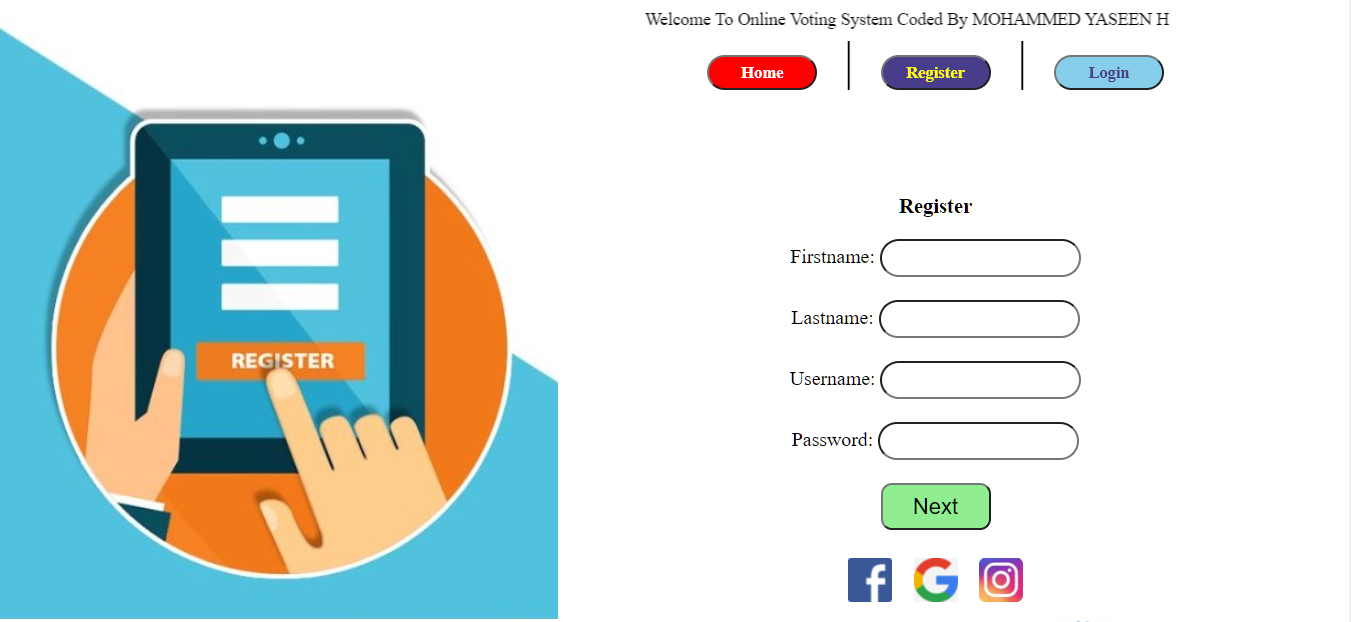 Welcome To Online Voting System Coded By MOHAMMED YASEEN H
Home Register Login
REGISTER
Register
Firstname:
Lastname:
Username:
Password:
Next